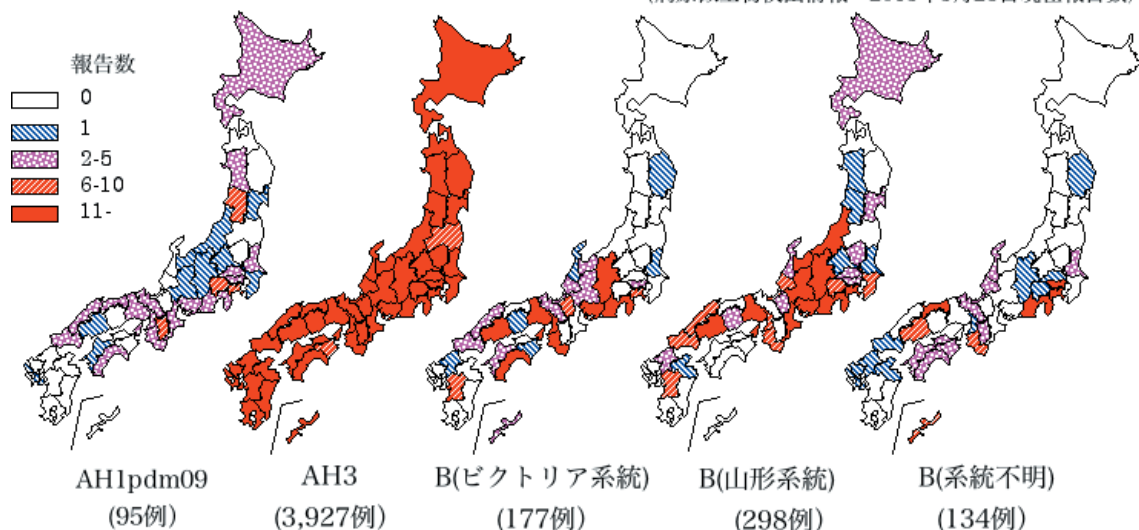 報告数
0
1
2-5
6-10
11-
AH1pdm09
(95例)
AH3
(3,927例)
B(ビクトリア系統)
(177例)
B(山形系統)
(298例)
B(系統不明)
(134例)